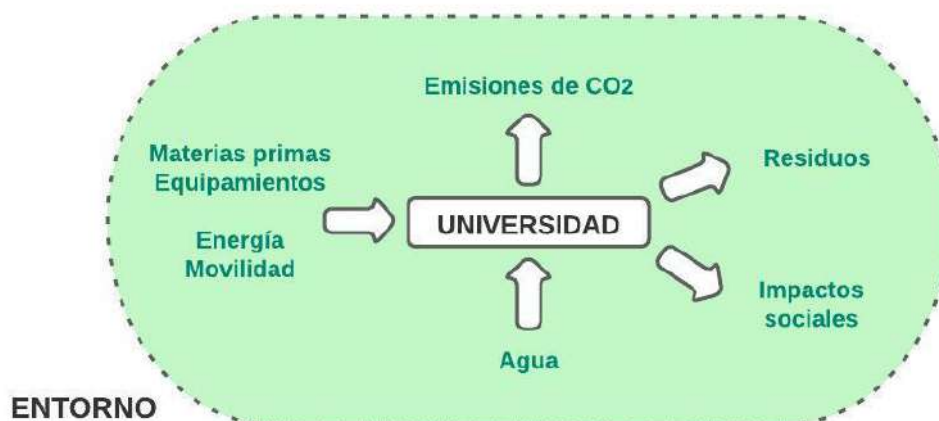 Emisiones de CO2
Materias primas
Equipamientos
Residuos
UNIVERSIDAD
Energía
Movilidad
Impactos
sociales
Agua
ENTORNO